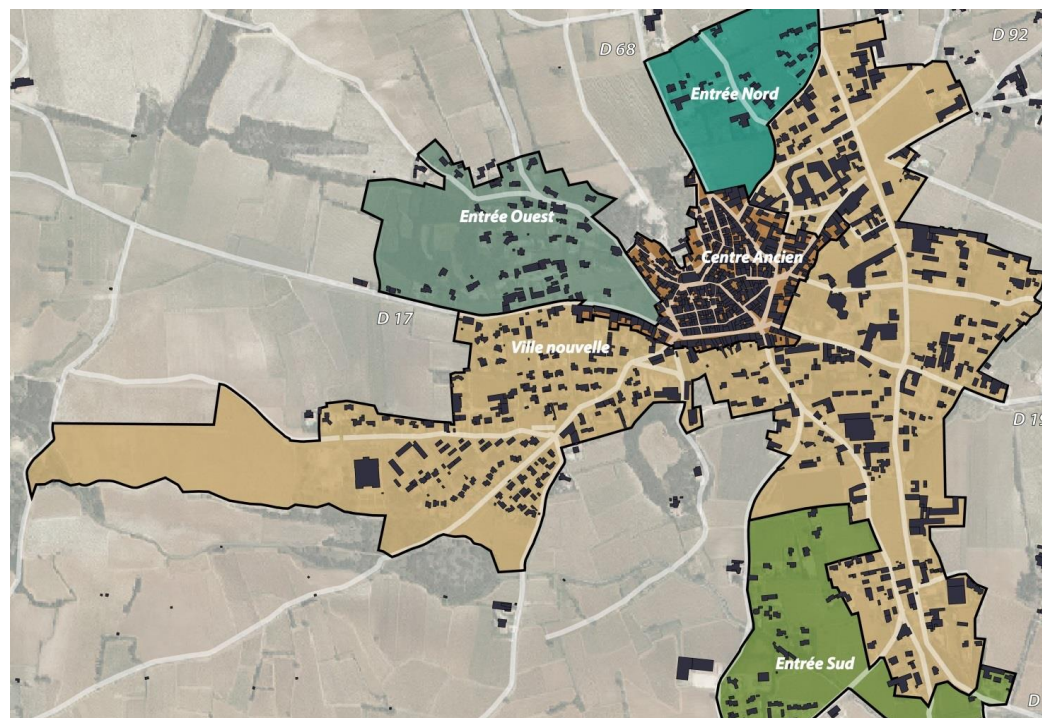 D 68
D 92
Entrée Nord
Entrée Ouest
Centre Ancien
D 17
Ville nouvelle
Entrée Sud